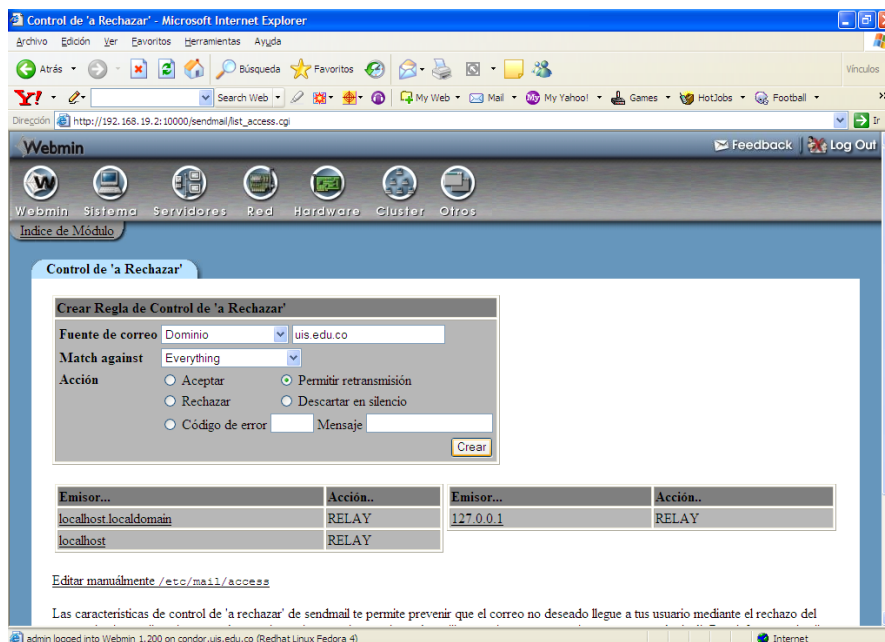 Control de 'a Rechazar' - Microsoft Internet Explorer
Archivo Edición Ver Favoritos Herramientas Ayuda
Atrás Búsqueda Favoritos Vínculos
Y! Search Web My Web Mail My Yahoo! Games HotJobs Football
Dirección http://192.168.19.2:10000/sendmail/list_access.cgi Ir
Webmin Feedback Log Out
Webmin Sistema Servidores Red Hardware Cluster Otros
Indice de Módulo
Control de 'a Rechazar'
Crear Regla de Control de 'a Rechazar'
Fuente de correo Dominio uis.edu.co
Match against Everything
Acción Aceptar Permitir retransmisión
Rechazar Descartar en silencio
Código de error Mensaje
Crear
Emisor... Acción.. Emisor... Acción..
localhost.localdomain RELAY 127.0.0.1 RELAY
localhost RELAY
Editar manuálmente /etc/mail/access
Las características de control de 'a rechazar' de sendmail te permite prevenir que el correo no deseado llegue a tus usuario mediante el rechazo del
admin logged into Webmin 1.200 on condor.uis.edu.co (Redhat Linux Fedora 4) Internet